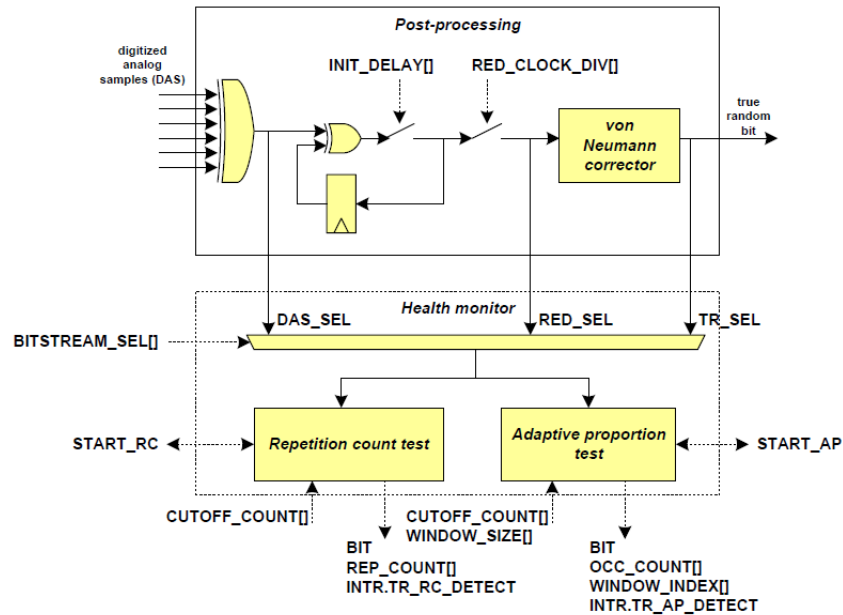 Post-processing
digitized
analog
samples (DAS)
INIT_DELAY[]
RED_CLOCK_DIV[]
von
Neumann
corrector
true
random
bit
Health monitor
DAS_SEL
RED_SEL
TR_SEL
BITSTREAM_SEL[]
START_RC
Repetition count test
Adaptive proportion
test
START_AP
CUTOFF_COUNT[]
CUTOFF_COUNT[]
WINDOW_SIZE[]
BIT
REP_COUNT[]
INTR.TR_RC_DETECT
BIT
OCC_COUNT[]
WINDOW_INDEX[]
INTR.TR_AP_DETECT